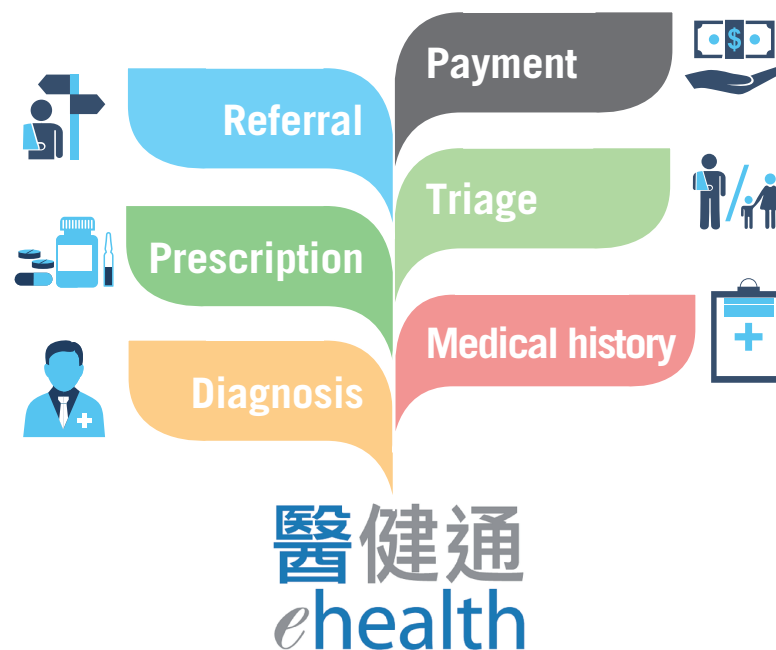 Payment
Referral
Triage
Prescription
Medical history
Diagnosis
醫健通
ehealth
$